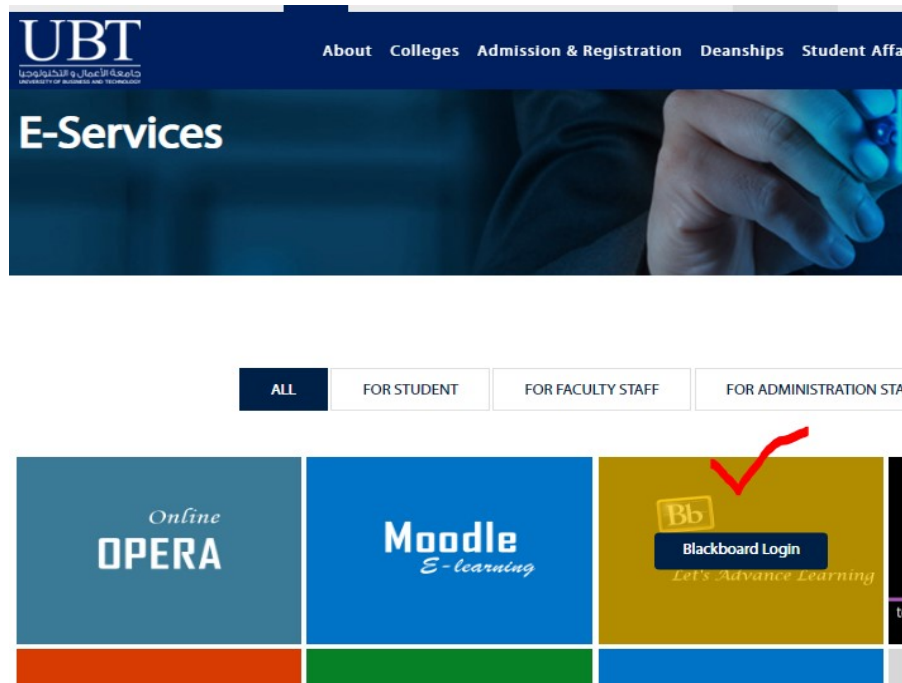 UBT
جامعة الأعمال و التكنولوجيا
UNIVERSITY OF BUSINESS AND TECHNOLOGY
About Colleges Admission & Registration Deanships Student Affa
E-Services
ALL FOR STUDENT FOR FACULTY STAFF FOR ADMINISTRATION STA
Online
OPERA
Moodle
E-learning
Bb
Blackboard Login
Let's Advance Learning